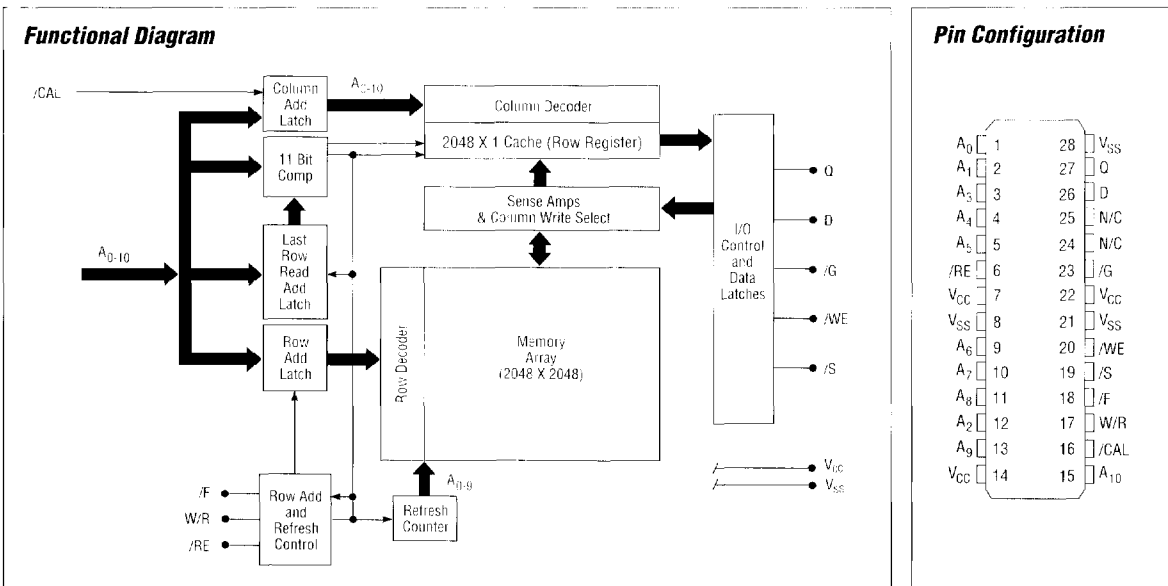 Functional Diagram
/CAL
Column
Add
Latch
A0-10
Column Decoder
2048 X 1 Cache (Row Register)
11 Bit
Comp
Sense Amps
& Column Write Select
Last
Row
Read
Add
Latch
A0-10
Row
Add
Latch
Row Decoder
Memory
Array
(2048 X 2048)
I/O
Control
and
Data
Latches
Q
D
/G
/WE
/S
VCC
VSS
A0-9
/F
W/R
/RE
Row Add
and
Refresh
Control
Refresh
Counter
Pin Configuration
A0 1 28 VSS
A1 2 27 Q
A3 3 26 D
A4 4 25 N/C
A5 5 24 N/C
/RE 6 23 /G
VCC 7 22 VCC
VSS 8 21 VSS
A6 9 20 /WE
A7 10 19 /S
A8 11 18 /F
A2 12 17 W/R
A9 13 16 /CAL
VCC 14 15 A10